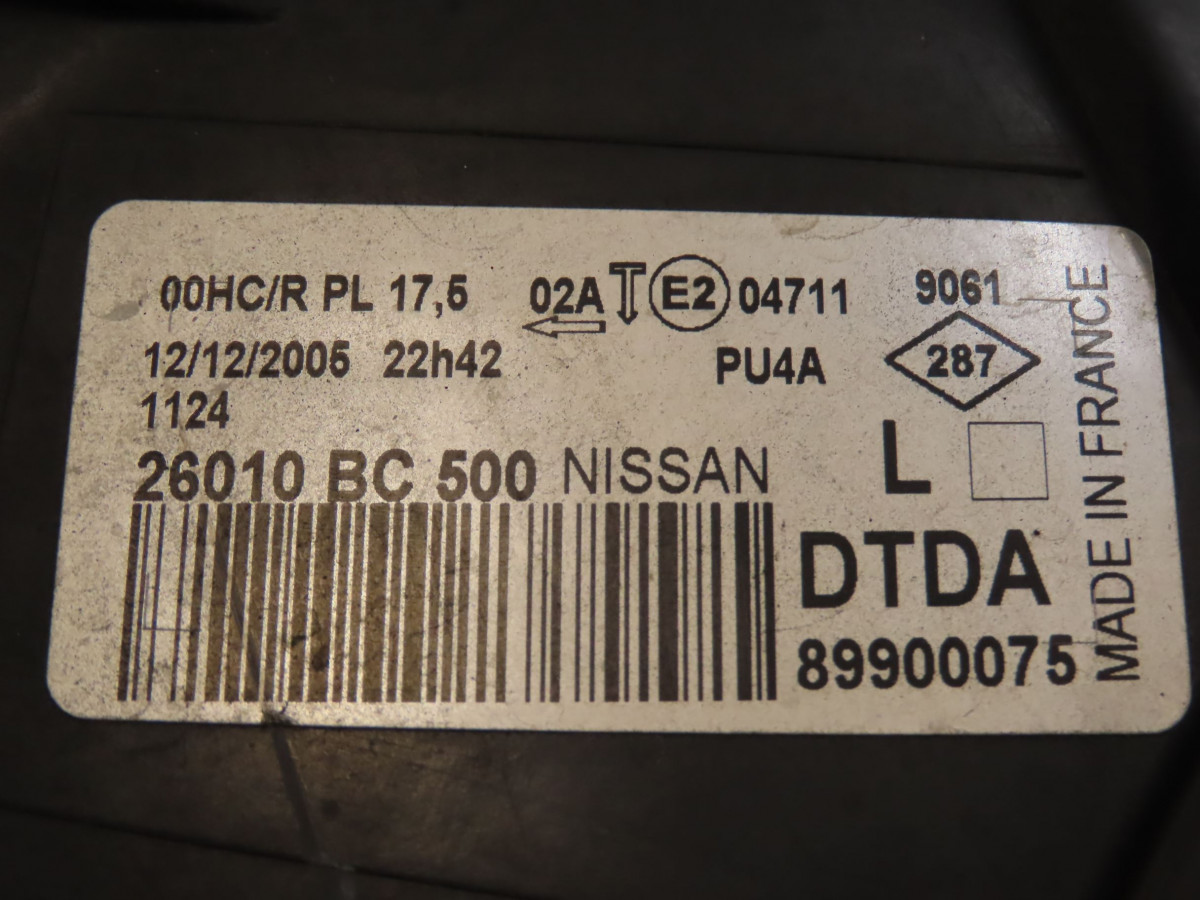 00HC/R PL 17,5 02A E2 04711 9061
12/12/2005 22h42 PU4A 287
1124
26010 BC 500 NISSAN L
DTDA
89900075
MADE IN FRANCE